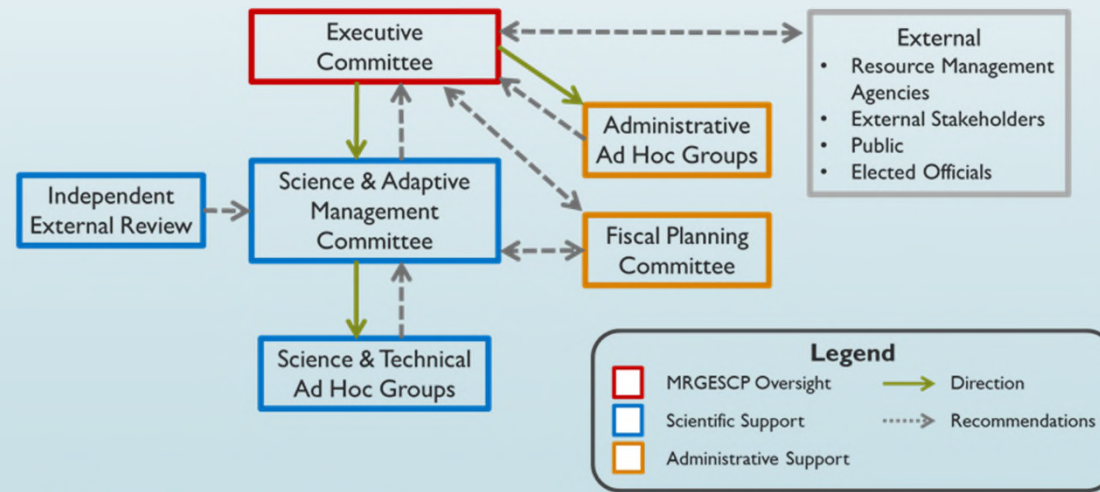 Executive
Committee
External
• Resource Management
Agencies
• External Stakeholders
• Public
• Elected Officials
Administrative
Ad Hoc Groups
Independent
External Review
Science & Adaptive
Management
Committee
Fiscal Planning
Committee
Science & Technical
Ad Hoc Groups
Legend
MRGESCP Oversight
Direction
Scientific Support
Recommendations
Administrative Support